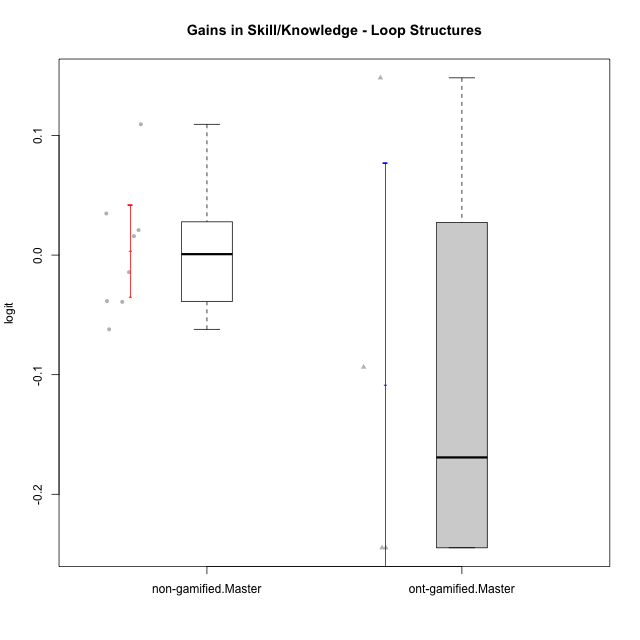 Gains in Skill/Knowledge - Loop Structures
logit
0.1
0.0
-0.1
-0.2
non-gamified.Master
ont-gamified.Master